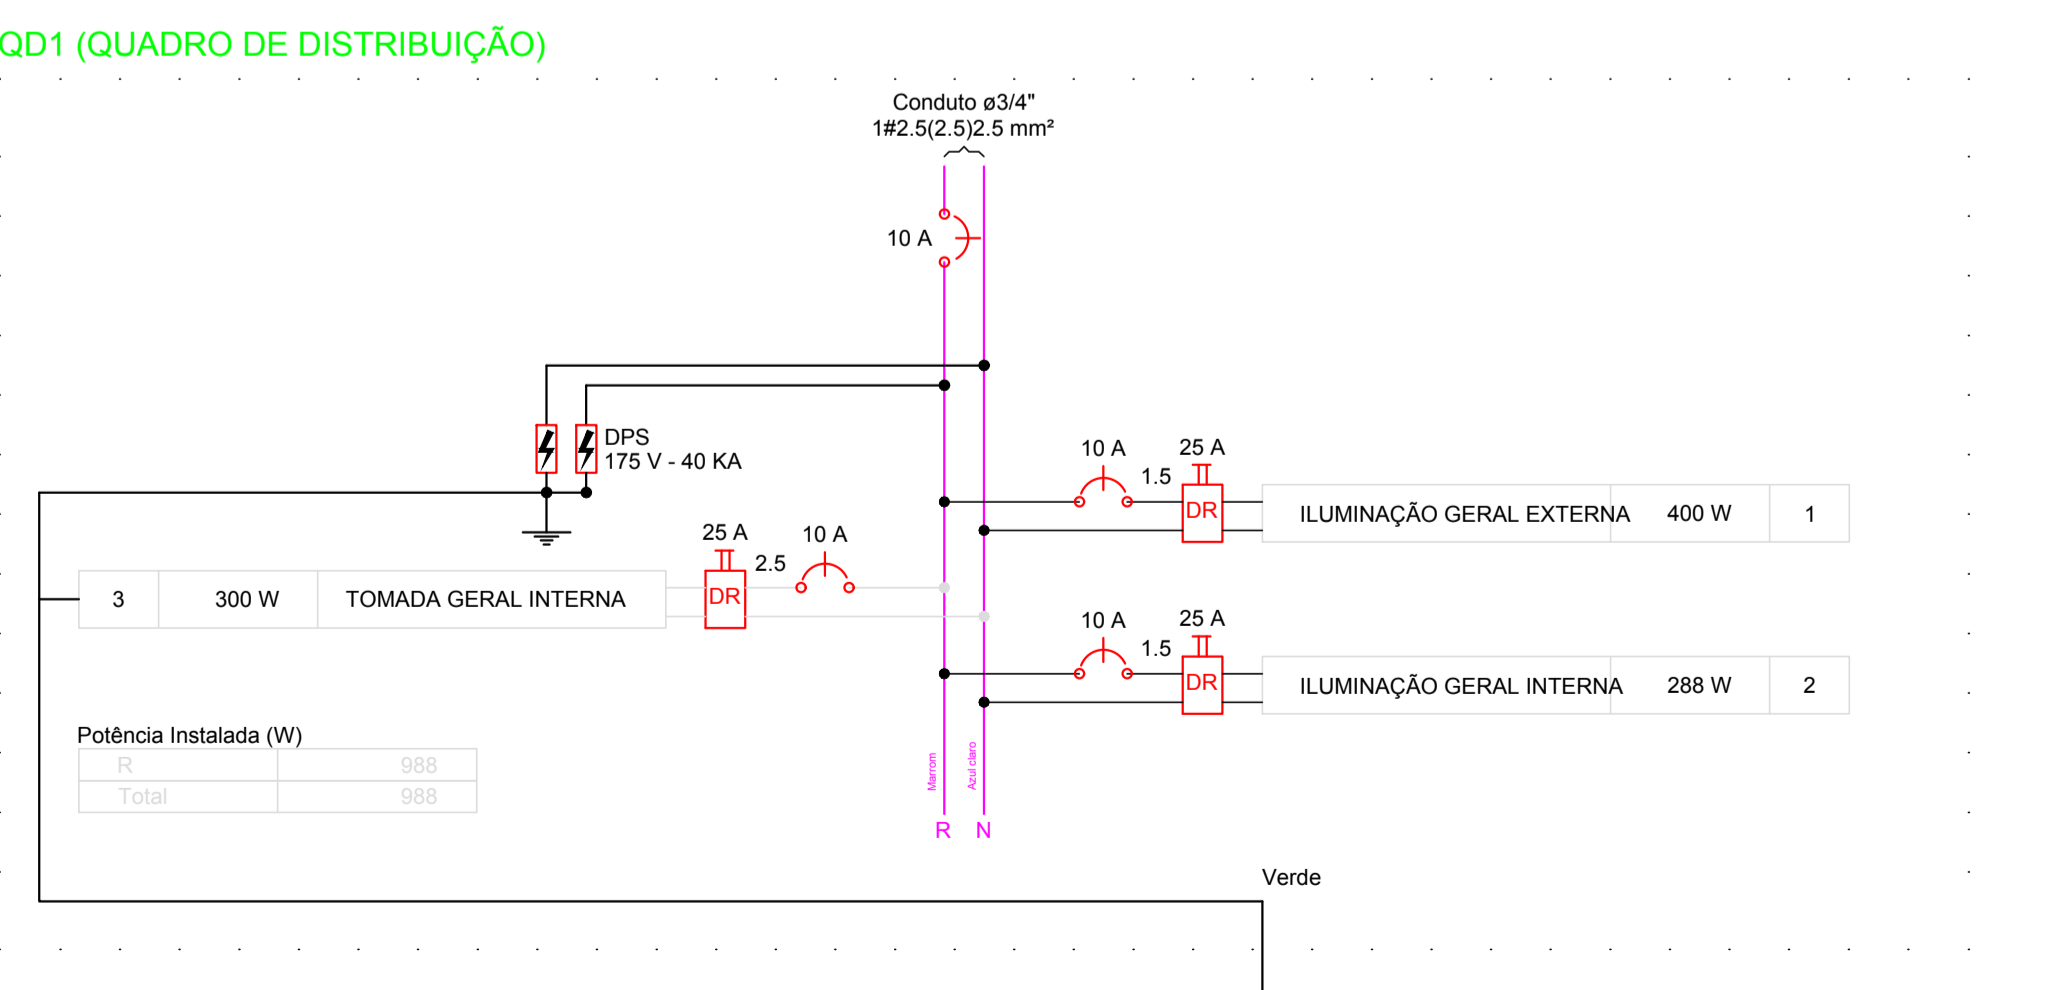 QD1 (QUADRO DE DISTRIBUIÇÃO)
Conduto ø3/4"
1#2.5(2.5)2.5 mm²
10 A
DPS
175 V - 40 KA
10 A
25 A
1.5
DR
ILUMINAÇÃO GERAL EXTERNA
400 W
1
25 A
10 A
2.5
3
300 W
TOMADA GERAL INTERNA
DR
10 A
25 A
1.5
DR
ILUMINAÇÃO GERAL INTERNA
288 W
2
Potência Instalada (W)
R
988
Total
988
Marrom
Azul claro
R
N
Verde